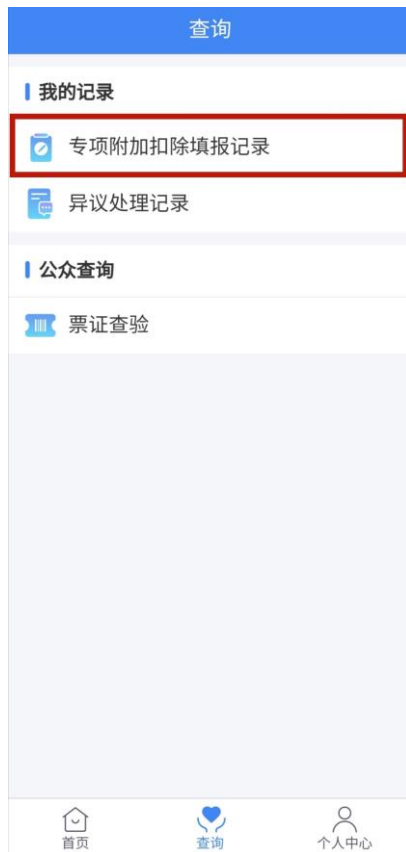 查询
我的记录
专项附加扣除填报记录
异议处理记录
公众查询
票证查验
首页
查询
个人中心